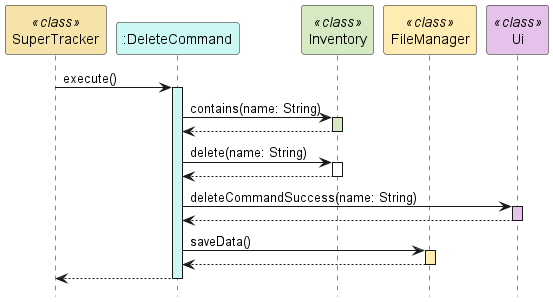 «class»
SuperTracker
:DeleteCommand
«class»
Inventory
«class»
FileManager
«class»
Ui
execute()
contains(name: String)
delete(name: String)
deleteCommandSuccess(name: String)
saveData()